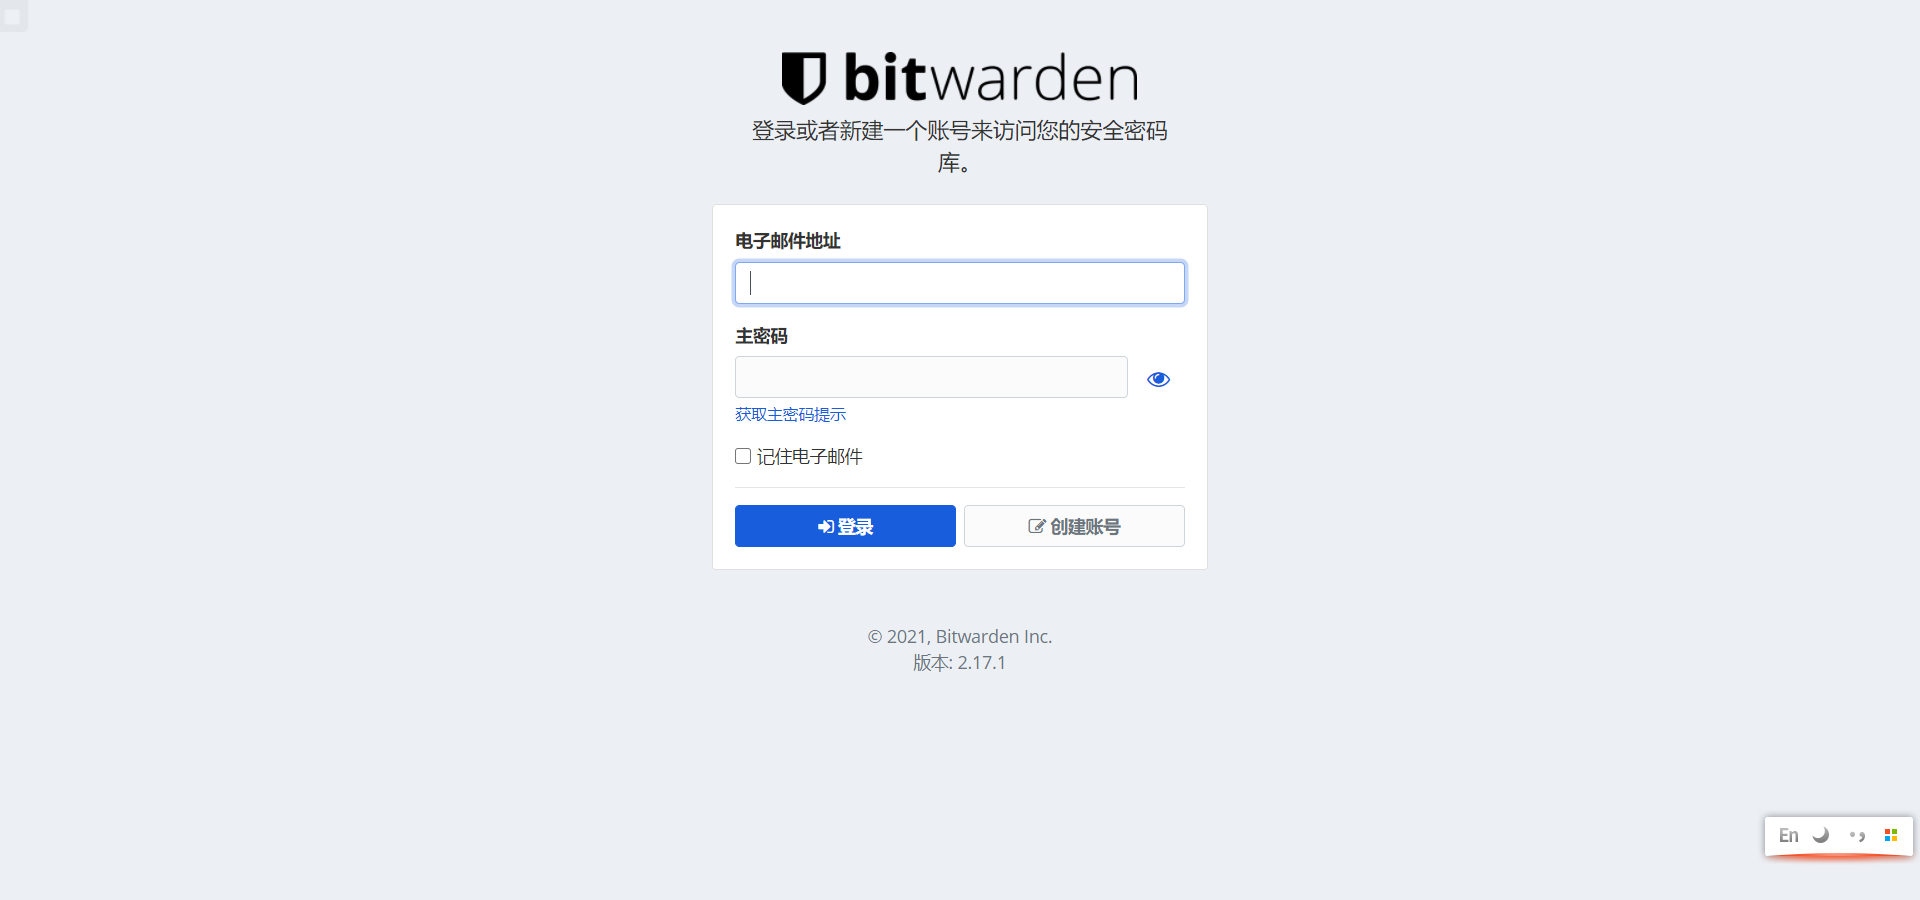 bitwarden
登录或者新建一个账号来访问您的安全密码
库。
电子邮件地址
主密码
获取主密码提示
记住电子邮件
登录
创建账号
© 2021, Bitwarden Inc.
版本: 2.17.1
En